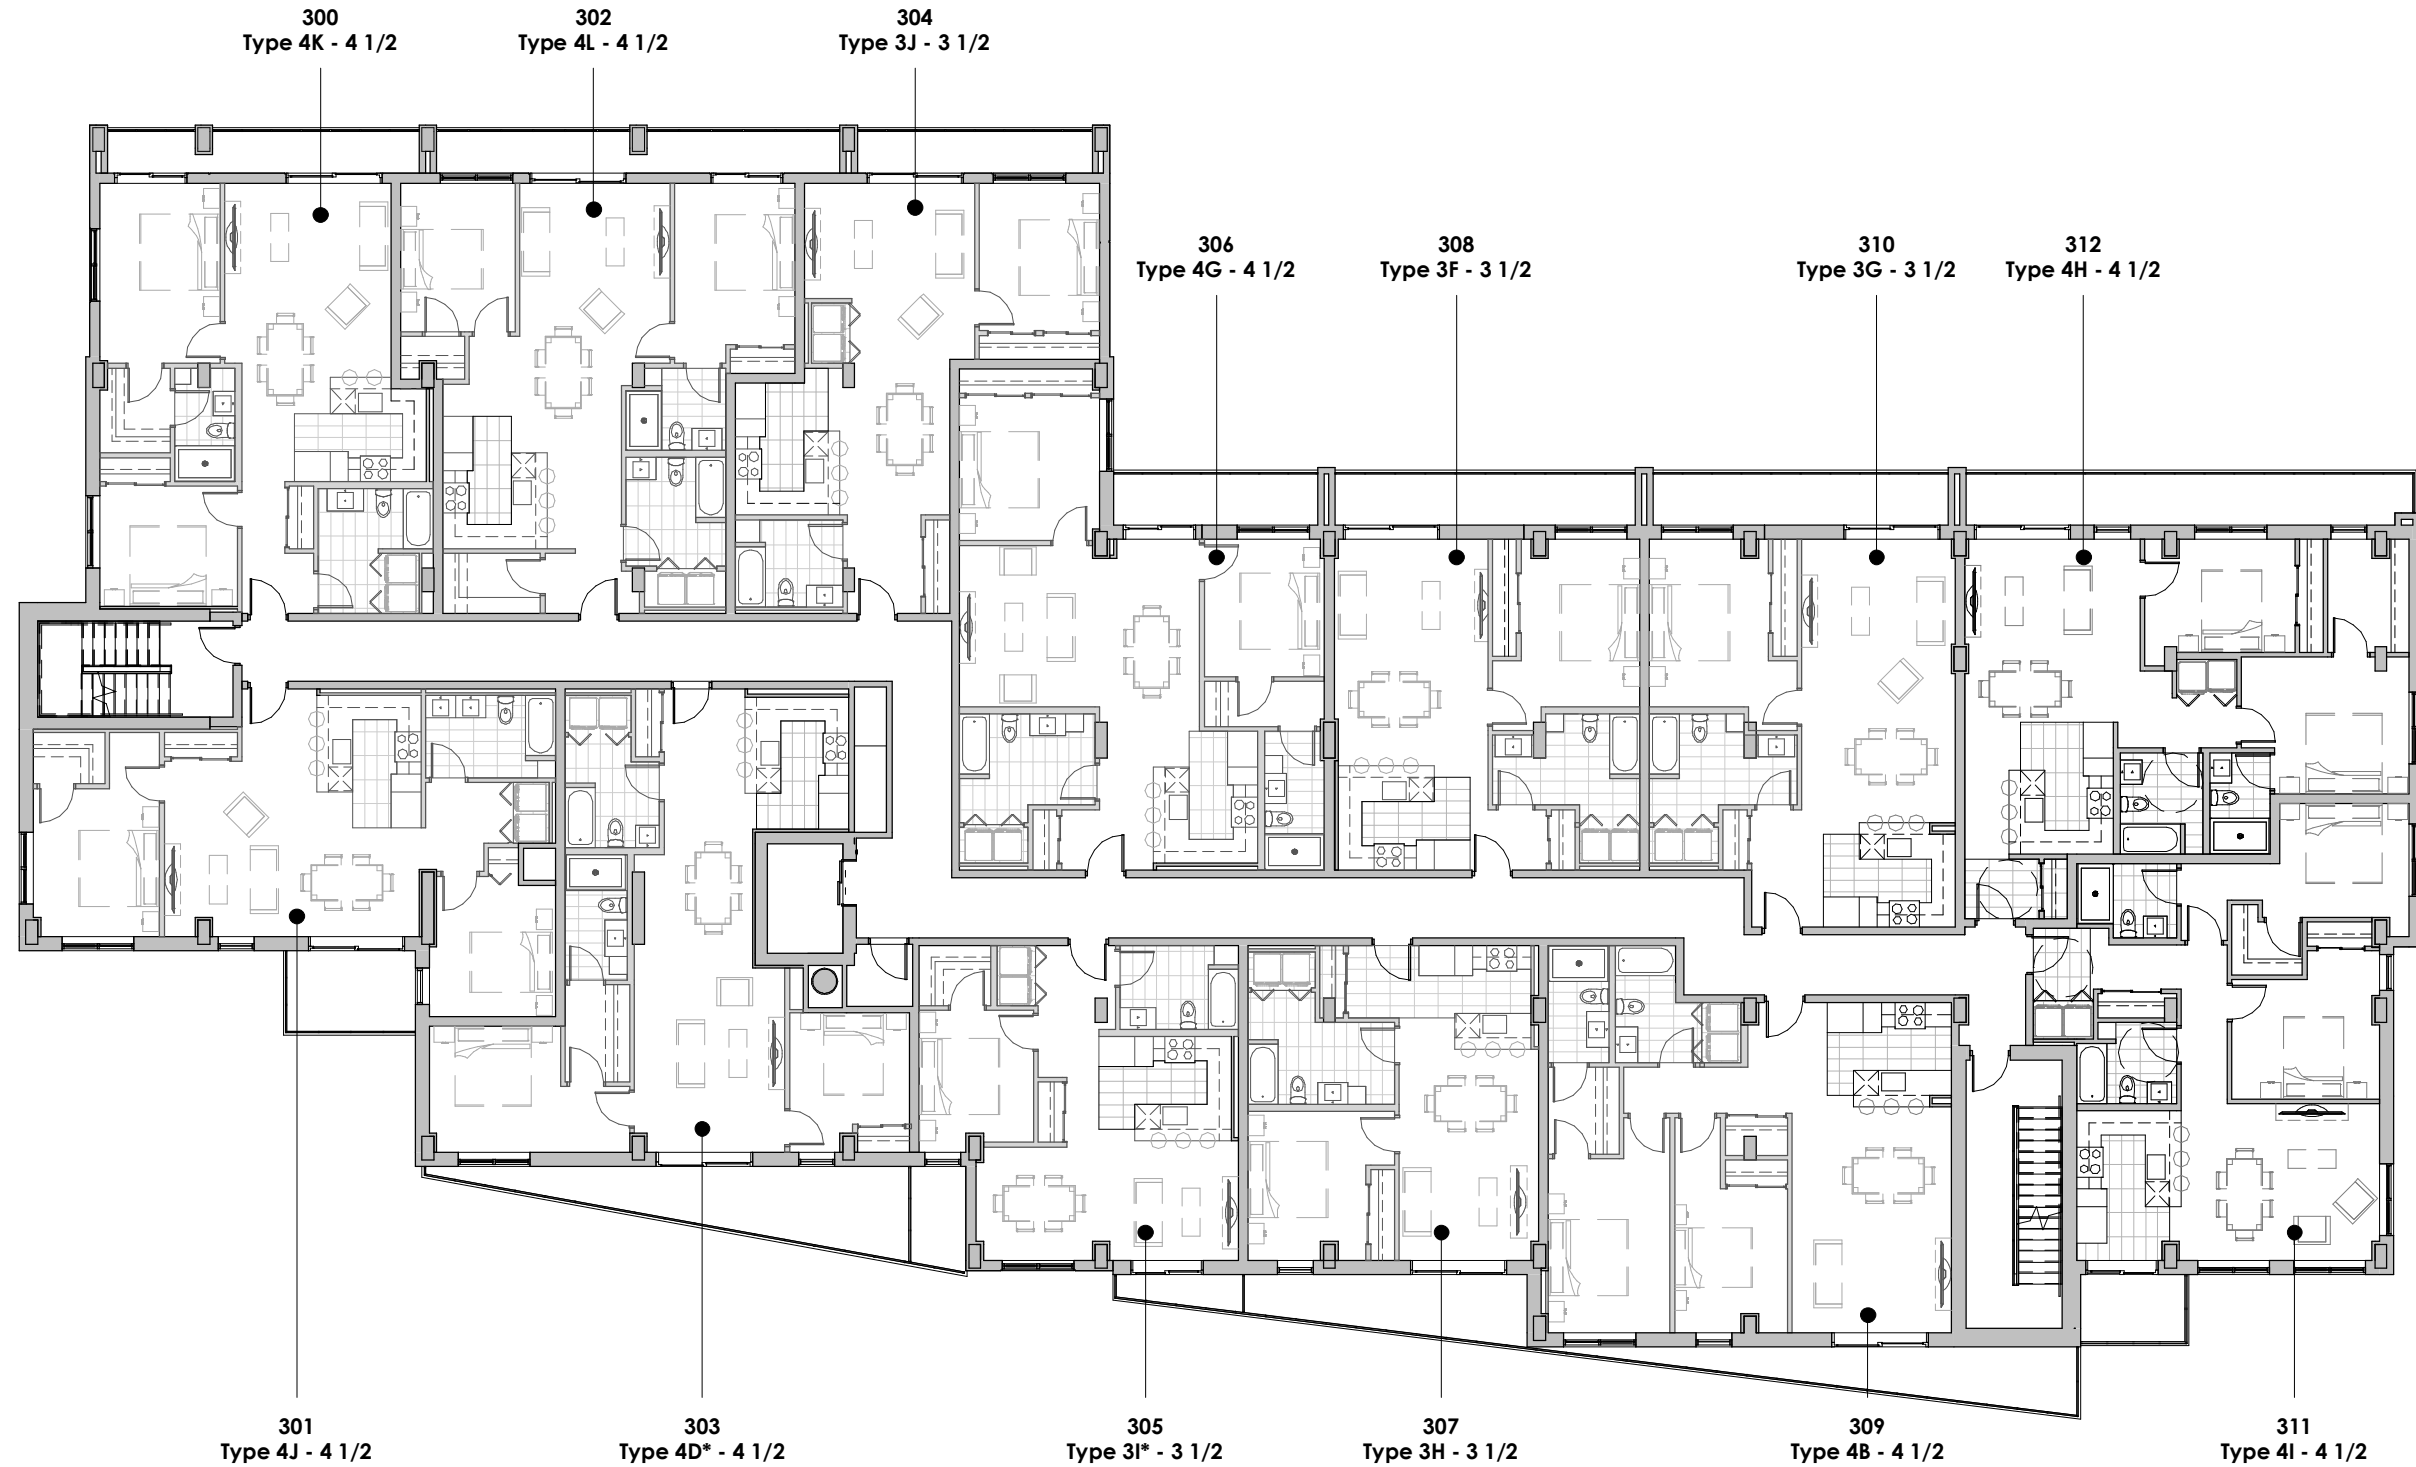 300
Type 4K - 4 1/2
302
Type 4L - 4 1/2
304
Type 3J - 3 1/2
306
Type 4G - 4 1/2
308
Type 3F - 3 1/2
310
Type 3G - 3 1/2
312
Type 4H - 4 1/2
301
Type 4J - 4 1/2
303
Type 4D* - 4 1/2
305
Type 3I* - 3 1/2
307
Type 3H - 3 1/2
309
Type 4B - 4 1/2
311
Type 4I - 4 1/2